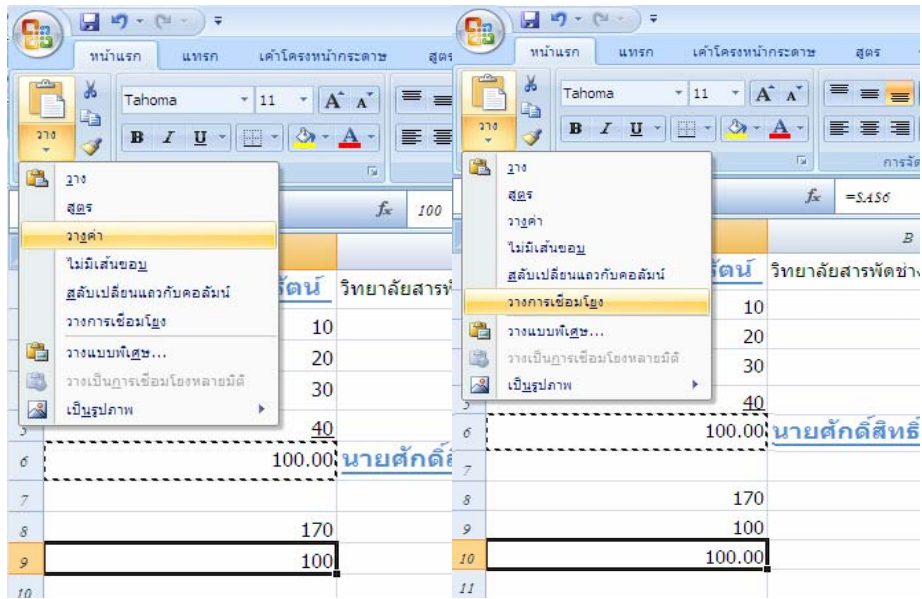 หน้าแรก แทรก เค้าโครงหน้ากระดาษ สูตร
วาง
Tahoma 11 A A
B I U A
วาง
สูตร
วางค่า
ไม่มีเส้นขอบ
สลับเปลี่ยนแถวกับคอลัมน์
วางการเชื่อมโยง
วางแบบพิเศษ...
วางเป็นการเชื่อมโยงหลายมิติ
เป็นรูปภาพ
fx 100
รัตน์ วิทยาลัยสารพ
10
20
30
5 40
6 100.00 นายศักดิ์สิ
7
8 170
9 100
10
หน้าแรก แทรก เค้าโครงหน้ากระดาษ สูตร
วาง
Tahoma 11 A A
B I U A
การจัด
วาง
สูตร
วางค่า
ไม่มีเส้นขอบ
สลับเปลี่ยนแถวกับคอลัมน์
วางการเชื่อมโยง
วางแบบพิเศษ...
วางเป็นการเชื่อมโยงหลายมิติ
เป็นรูปภาพ
fx =$A$6
B
รัตน์ วิทยาลัยสารพัดช่าง
10
20
30
5 40
6 100.00 นายศักดิ์สิทธิ์
7
8 170
9 100
10 100.00
11